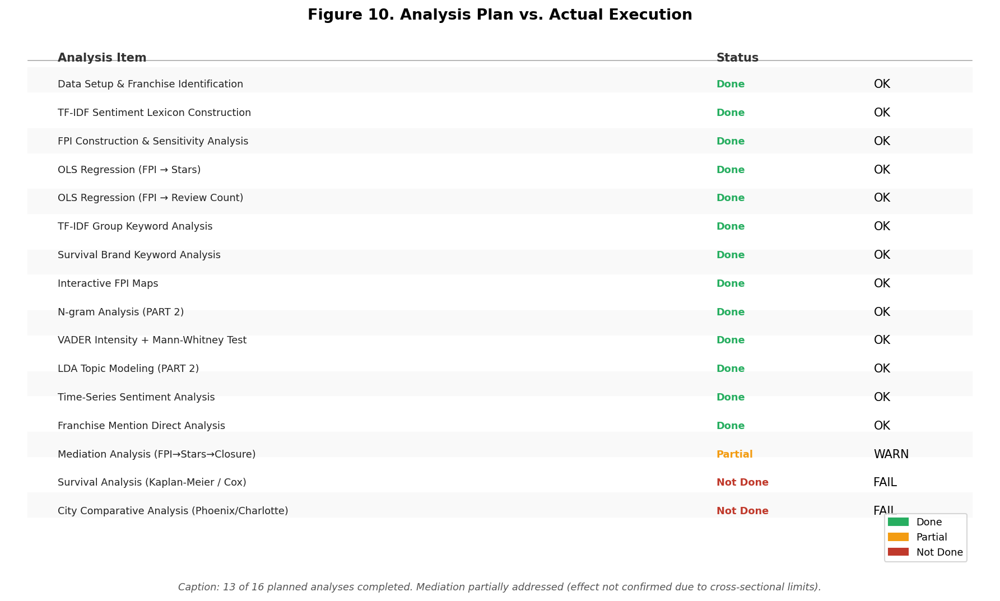 Figure 10. Analysis Plan vs. Actual Execution
Analysis Item Status
Data Setup & Franchise Identification Done OK
TF-IDF Sentiment Lexicon Construction Done OK
FPI Construction & Sensitivity Analysis Done OK
OLS Regression (FPI → Stars) Done OK
OLS Regression (FPI → Review Count) Done OK
TF-IDF Group Keyword Analysis Done OK
Survival Brand Keyword Analysis Done OK
Interactive FPI Maps Done OK
N-gram Analysis (PART 2) Done OK
VADER Intensity + Mann-Whitney Test Done OK
LDA Topic Modeling (PART 2) Done OK
Time-Series Sentiment Analysis Done OK
Franchise Mention Direct Analysis Done OK
Mediation Analysis (FPI→Stars→Closure) Partial WARN
Survival Analysis (Kaplan-Meier / Cox) Not Done FAIL
City Comparative Analysis (Phoenix/Charlotte) Not Done FAIL
Done
Partial
Not Done
Caption: 13 of 16 planned analyses completed. Mediation partially addressed (effect not confirmed due to cross-sectional limits).